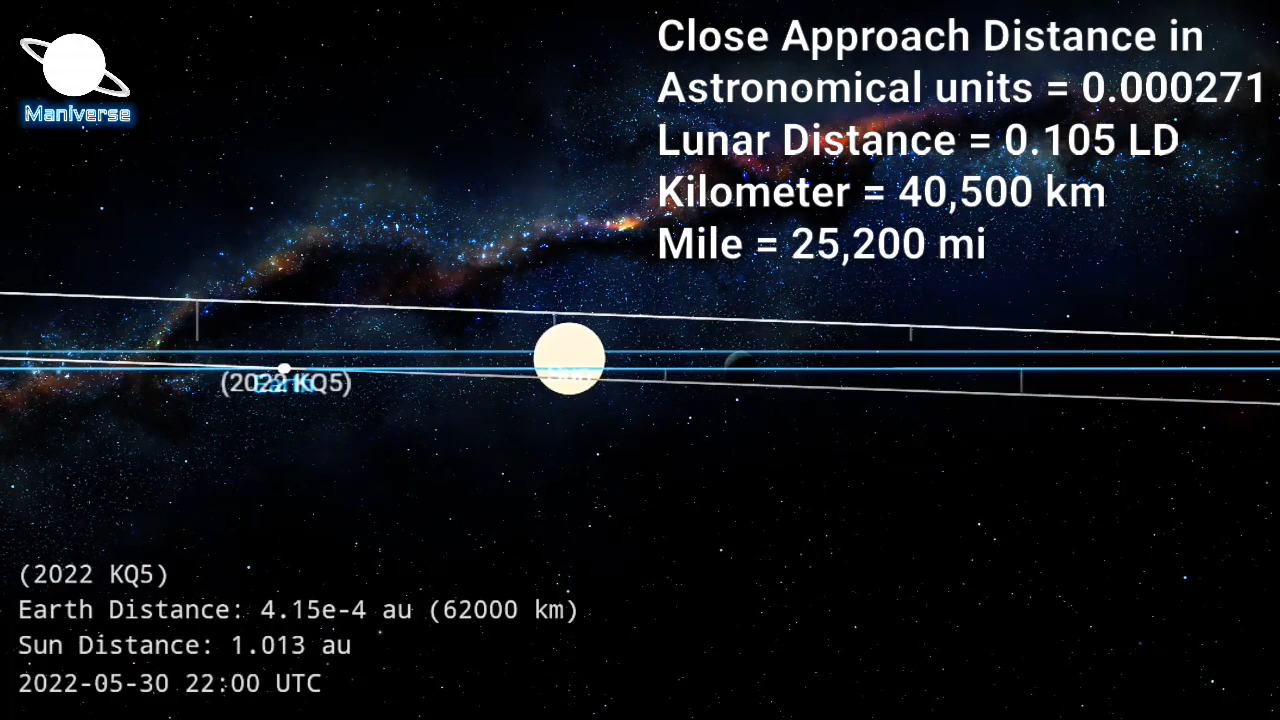 Maniverse
Close Approach Distance in
Astronomical units = 0.000271
Lunar Distance = 0.105 LD
Kilometer = 40,500 km
Mile = 25,200 mi
Sun
(2022 KQ5)
Earth
(2022 KQ5)
Earth Distance: 4.15e-4 au (62000 km)
Sun Distance: 1.013 au
2022-05-30 22:00 UTC